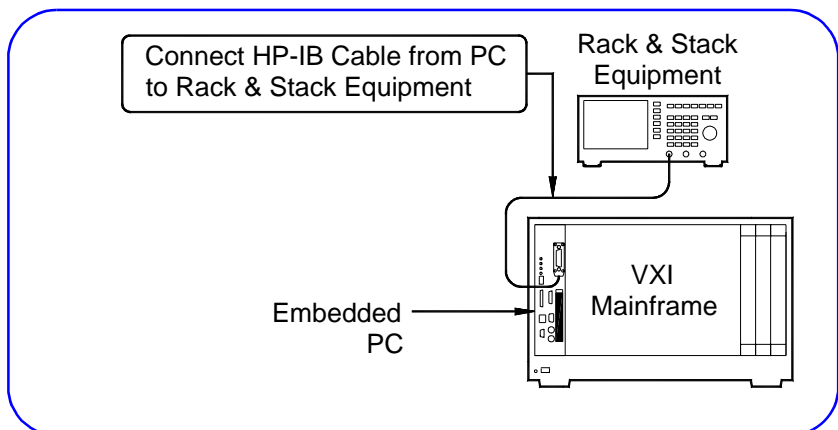 Connect HP-IB Cable from PC
to Rack & Stack Equipment
Rack & Stack
Equipment
VXI
Mainframe
Embedded
PC